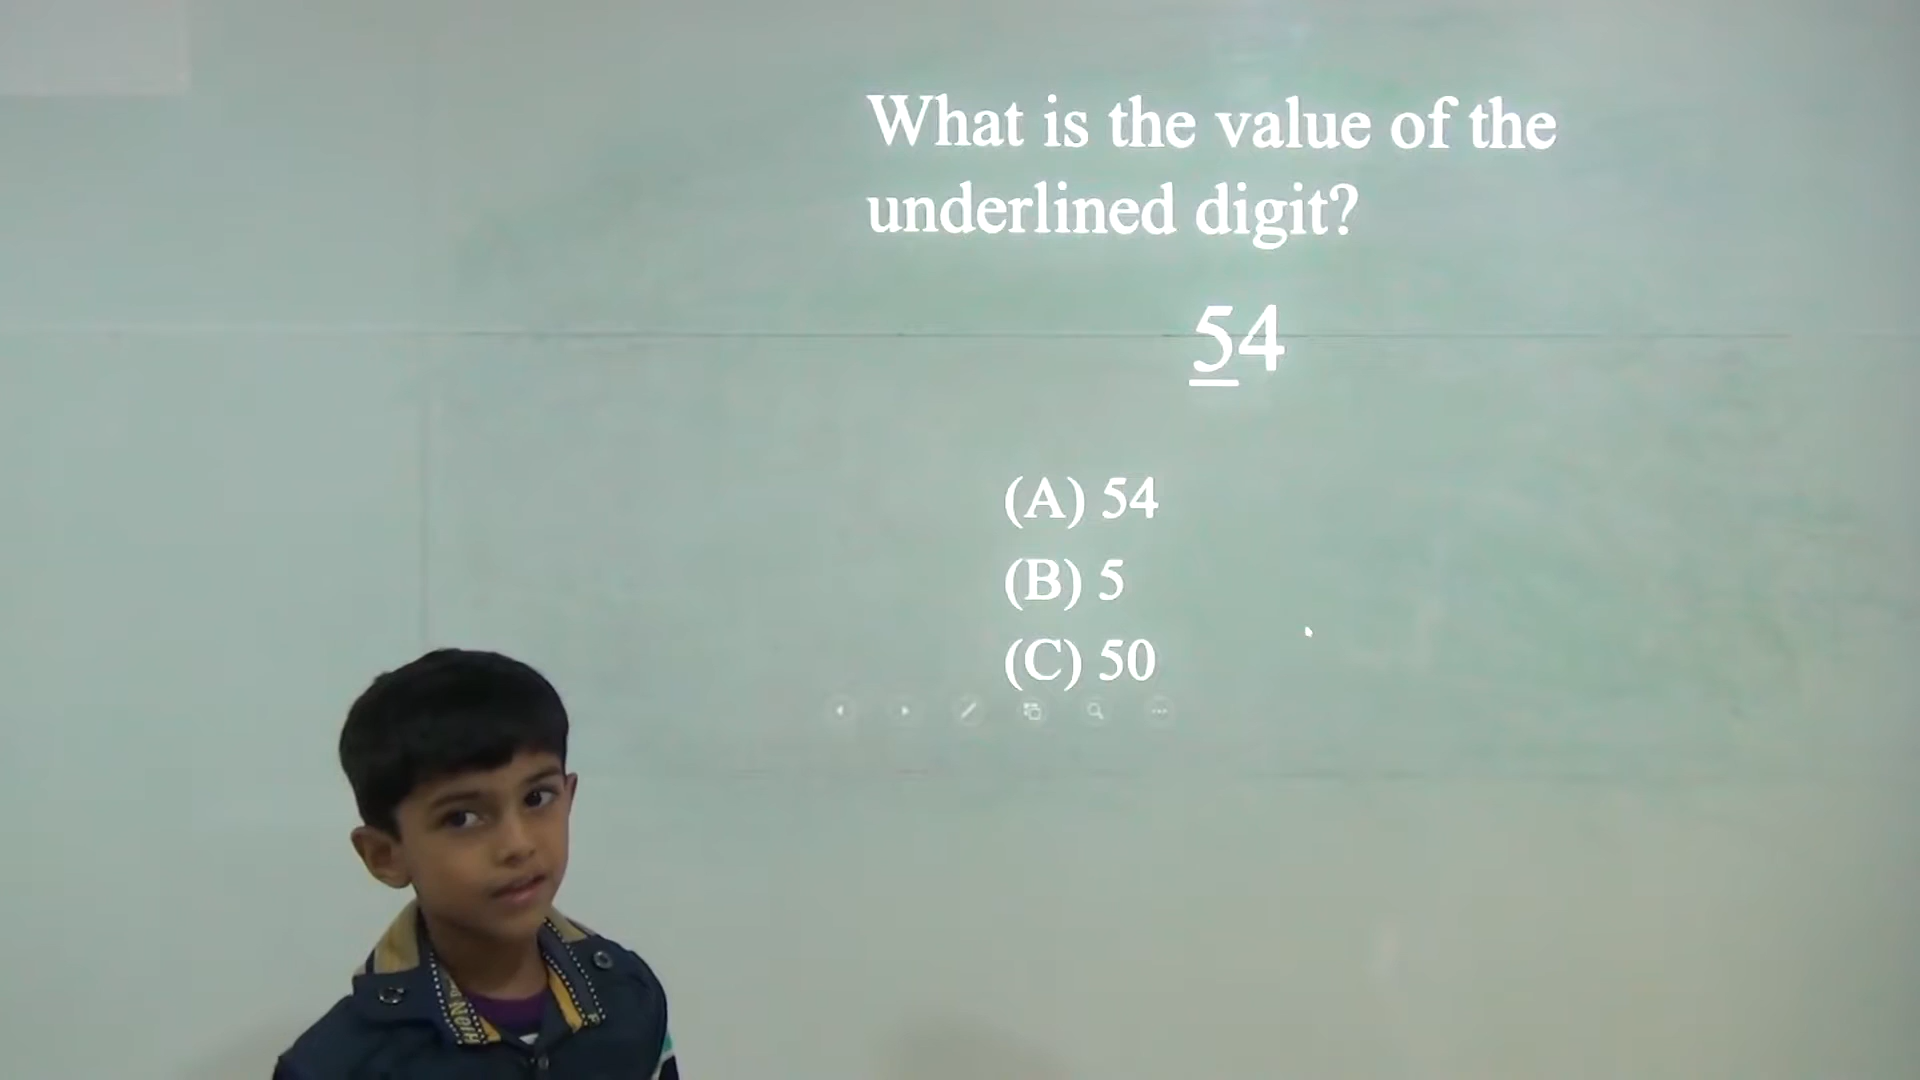 What is the value of the
underlined digit?
54
(A) 54
(B) 5
(C) 50